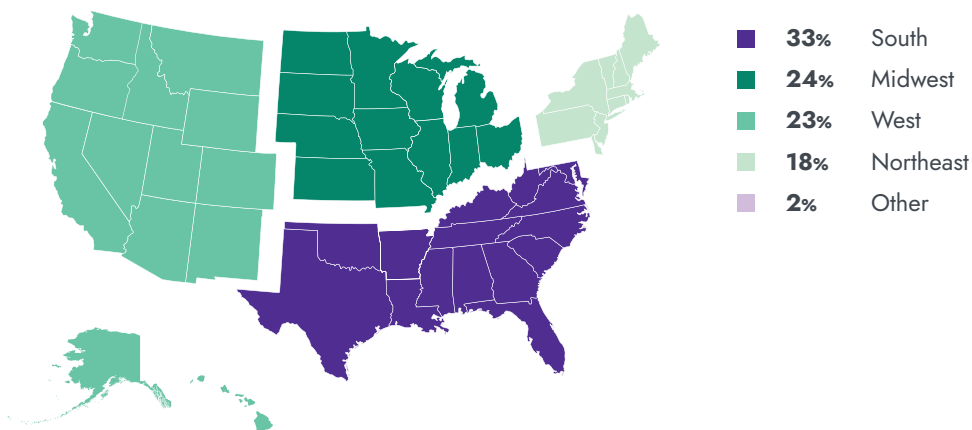 33% South
24% Midwest
23% West
18% Northeast
2% Other